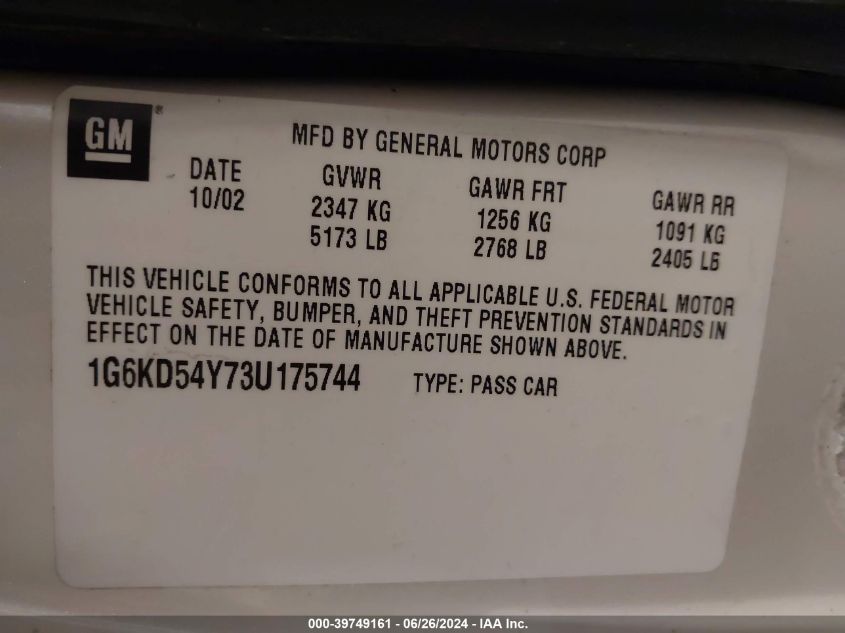 GM®
MFD BY GENERAL MOTORS CORP
DATE GVWR GAWR FRT GAWR RR
10/02 2347 KG 1256 KG 1091 KG
5173 LB 2768 LB 2405 LB
THIS VEHICLE CONFORMS TO ALL APPLICABLE U.S. FEDERAL MOTOR
VEHICLE SAFETY, BUMPER, AND THEFT PREVENTION STANDARDS IN
EFFECT ON THE DATE OF MANUFACTURE SHOWN ABOVE.
1G6KD54Y73U175744 TYPE: PASS CAR
000-39749161 - 06/26/2024 - IAA Inc.